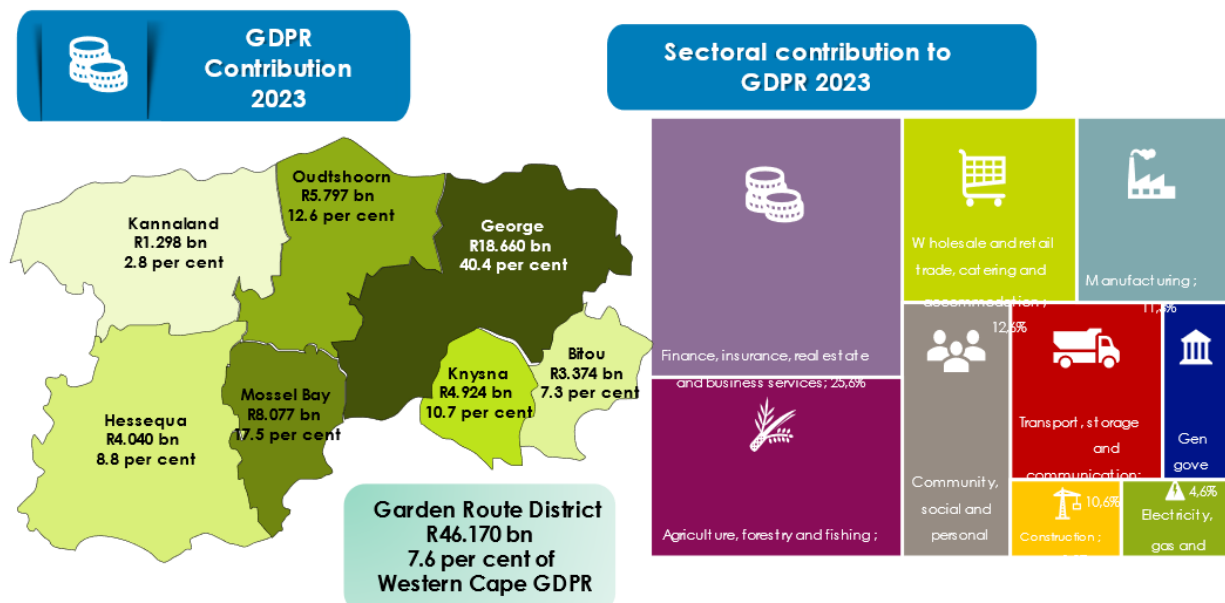 GDPR
Contribution
2023
Sectoral contribution to
GDPR 2023
Oudtshoorn
R5.797 bn
12.6 per cent
Kannaland
R1.298 bn
2.8 per cent
George
R18.660 bn
40.4 per cent
Bitou
R3.374 bn
7.3 per cent
Knysna
R4.924 bn
10.7 per cent
Mossel Bay
R8.077 bn
17.5 per cent
Hessequa
R4.040 bn
8.8 per cent
Garden Route District
R46.170 bn
7.6 per cent of
Western Cape GDPR
Finance, insurance, real estate
and business services; 25,6%
Wholesale and retail
trade, catering and
accommodation ;
12,6%
Manufacturing ;
Agriculture, forestry and fishing ;
Community,
social and
personal
Transport, storage
and
communication;
10,6%
Gen
gove
4,6%
Construction ;
Electricity,
gas and